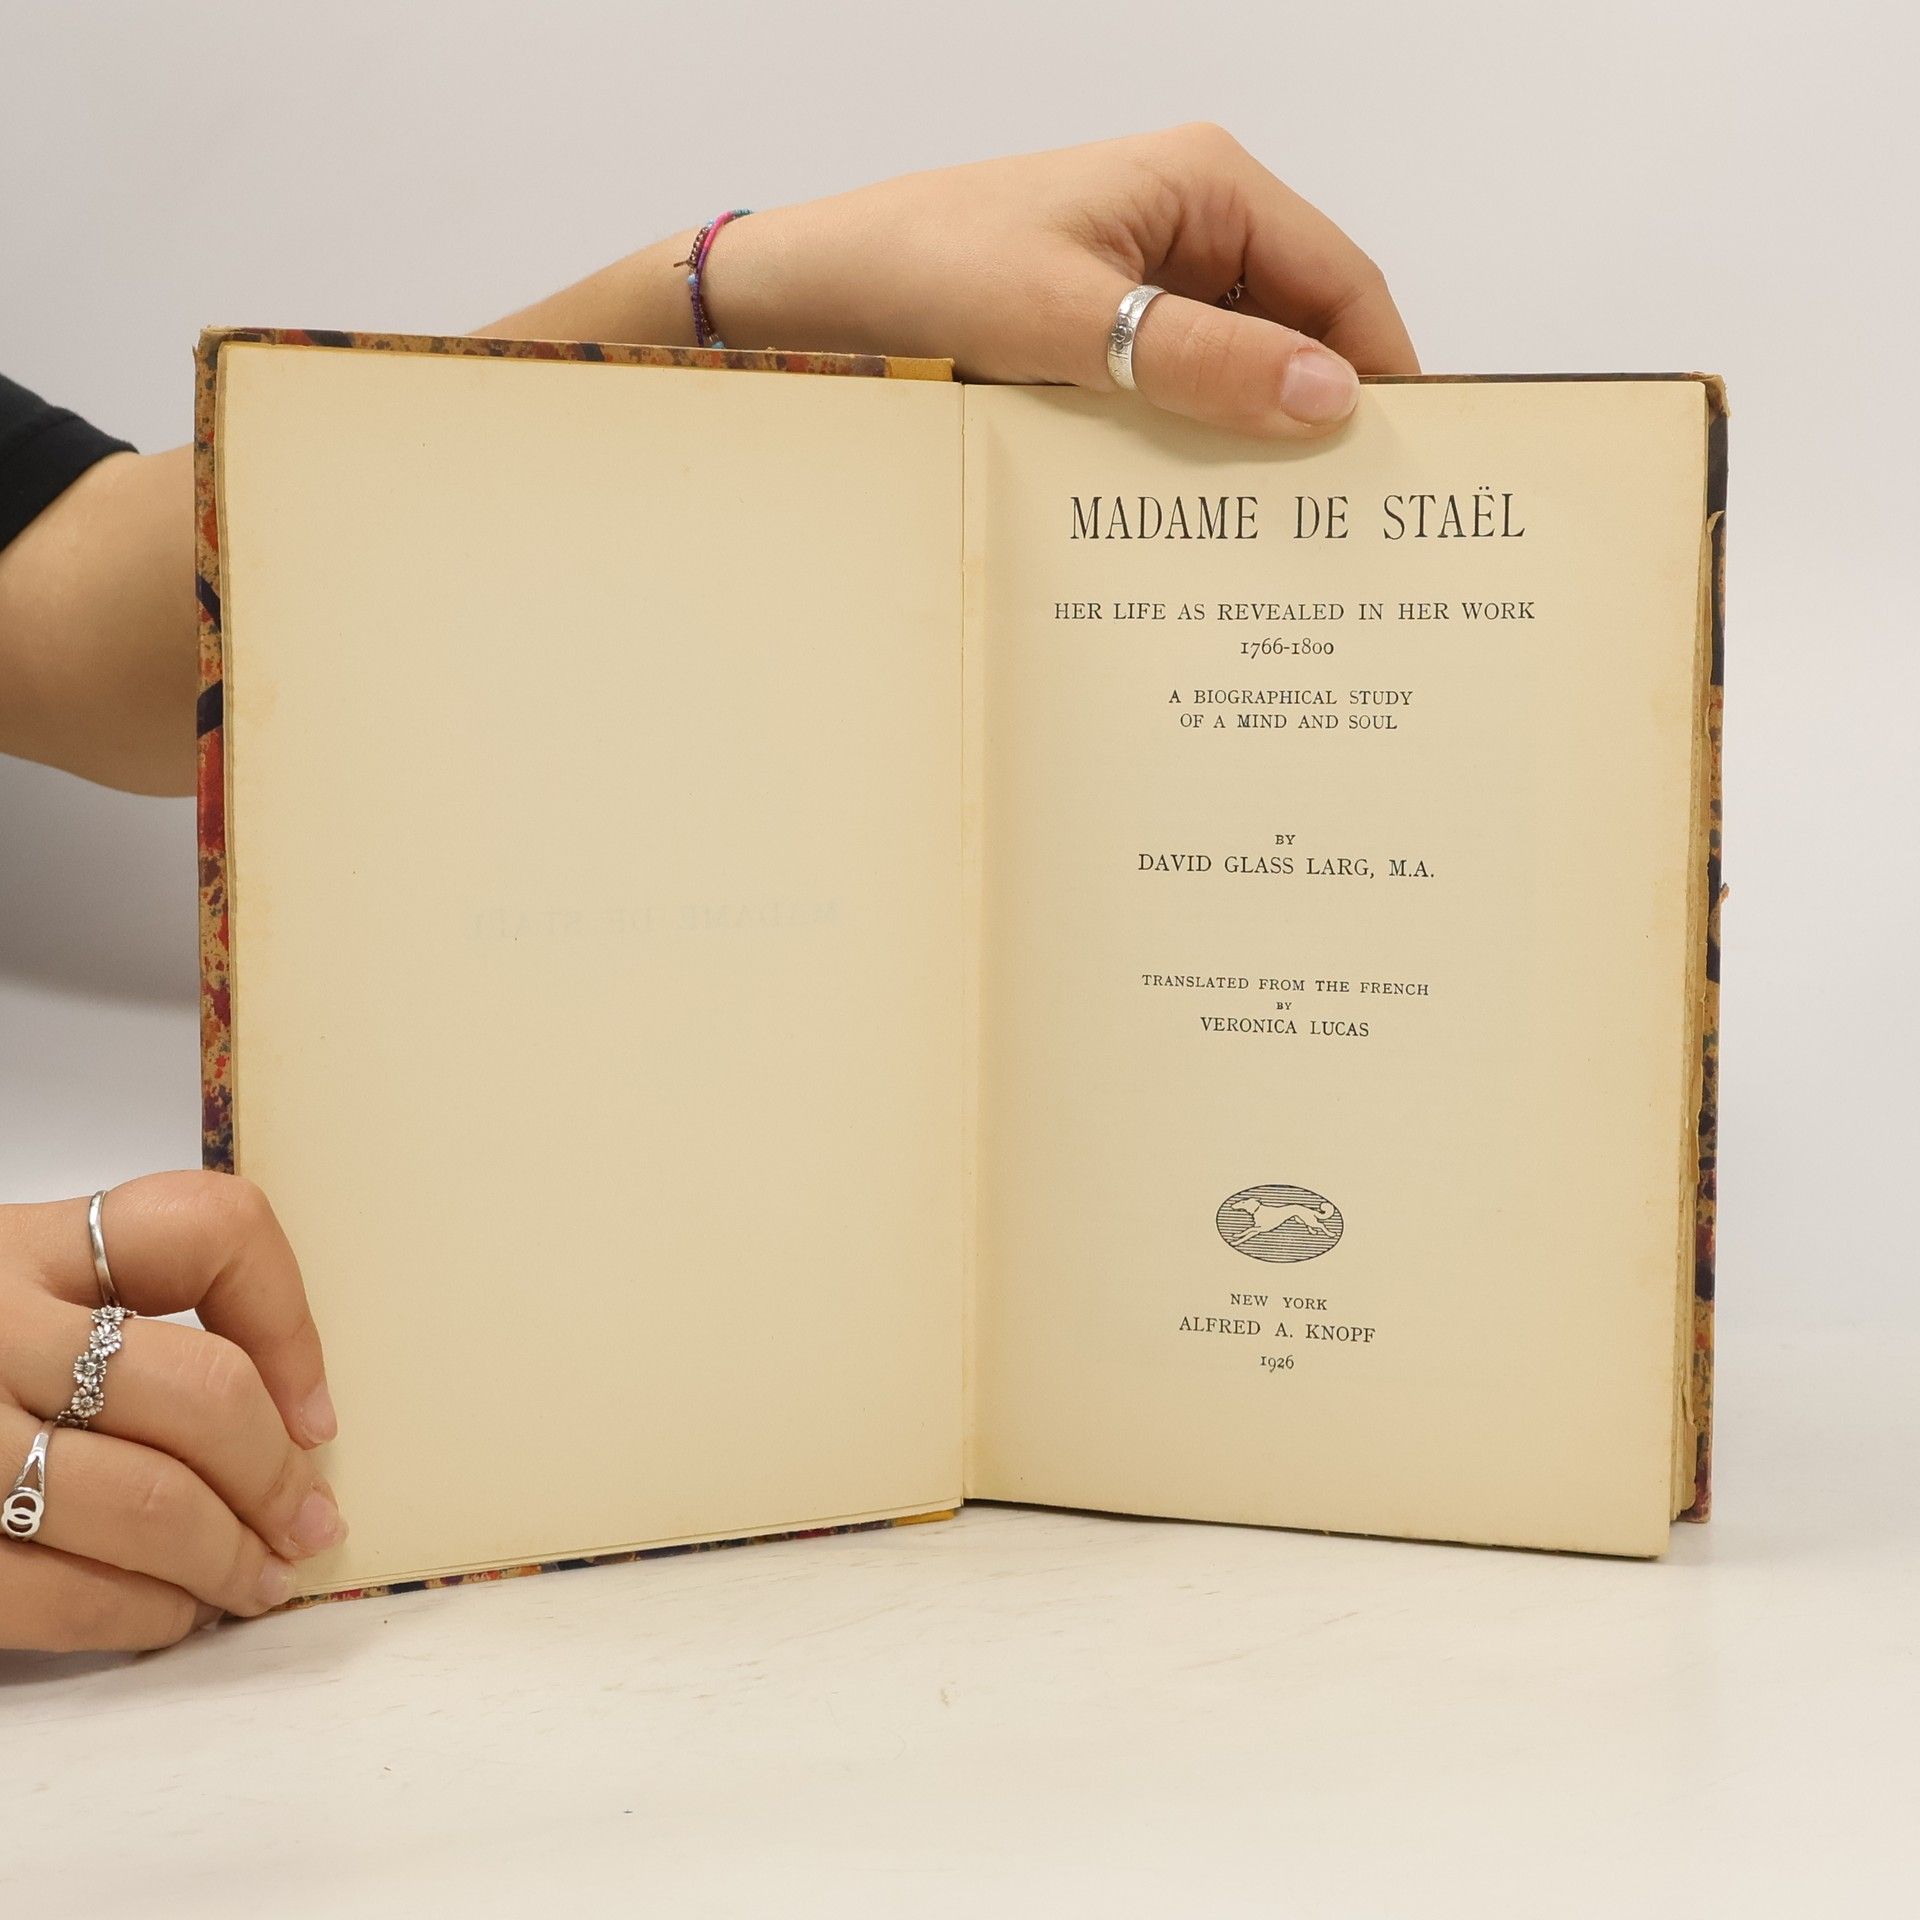 MADAME DE STAËL
HER LIFE AS REVEALED IN HER WORK
1766-1800
A BIOGRAPHICAL STUDY
OF A MIND AND SOUL
BY
DAVID GLASS LARG, M.A.
TRANSLATED FROM THE FRENCH
BY
VERONICA LUCAS
NEW YORK
ALFRED A. KNOPF
1926